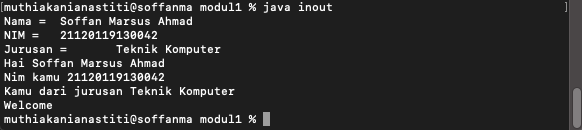 [muthiakanianastiti@soffanma modul1 % java inout ]
Nama =  Soffan Marsus Ahmad
NIM =   21120119130042
Jurusan =       Teknik Komputer
Hai Soffan Marsus Ahmad
Nim kamu 21120119130042
Kamu dari jurusan Teknik Komputer
Welcome
muthiakanianastiti@soffanma modul1 %